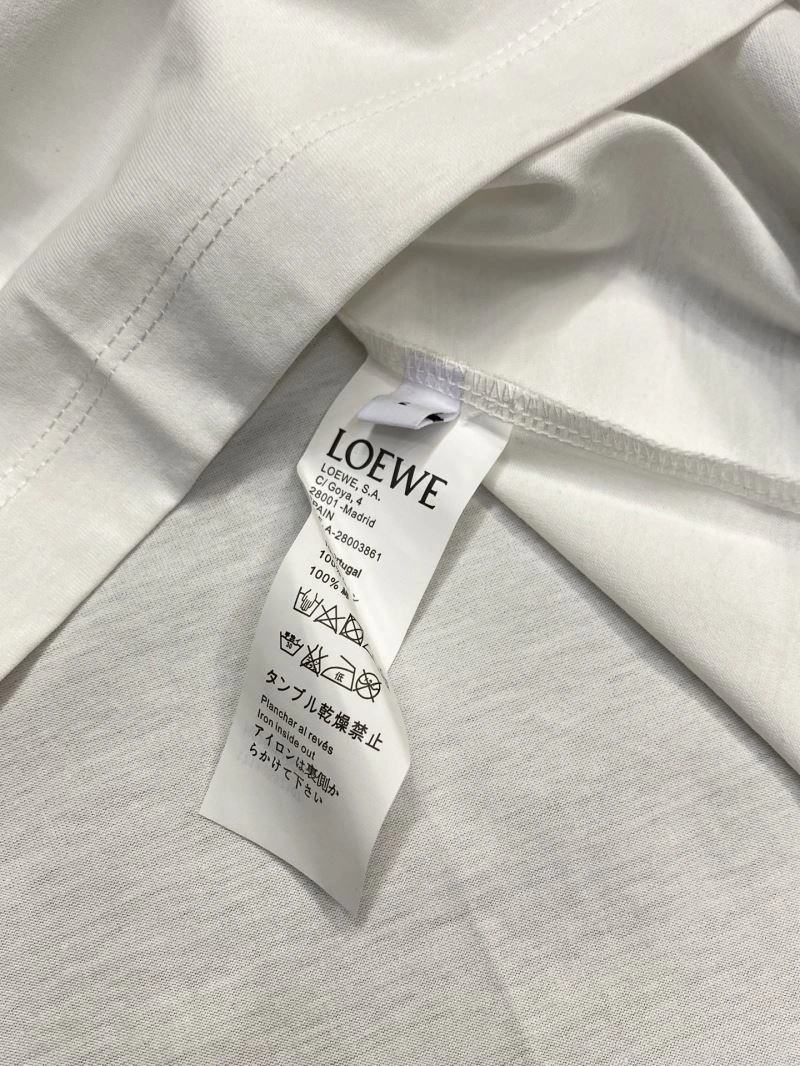 LOEWE
LOEWE, S.A.
C/ Goya, 4
28001 -Madrid
A-28003861
100%
低
タンブル乾燥禁止
Planchar al revés
Iron inside out
アイロンは裏側か
らかけて下さい